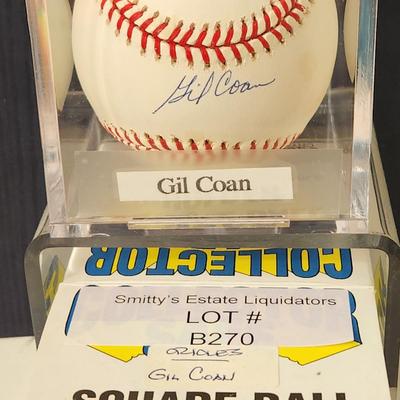 Gil Coan
Gil Coan
COLLECTOR
Smitty's Estate Liquidators
LOT #
B270
ORIOLES
GIL COAN
SQUARE BALL